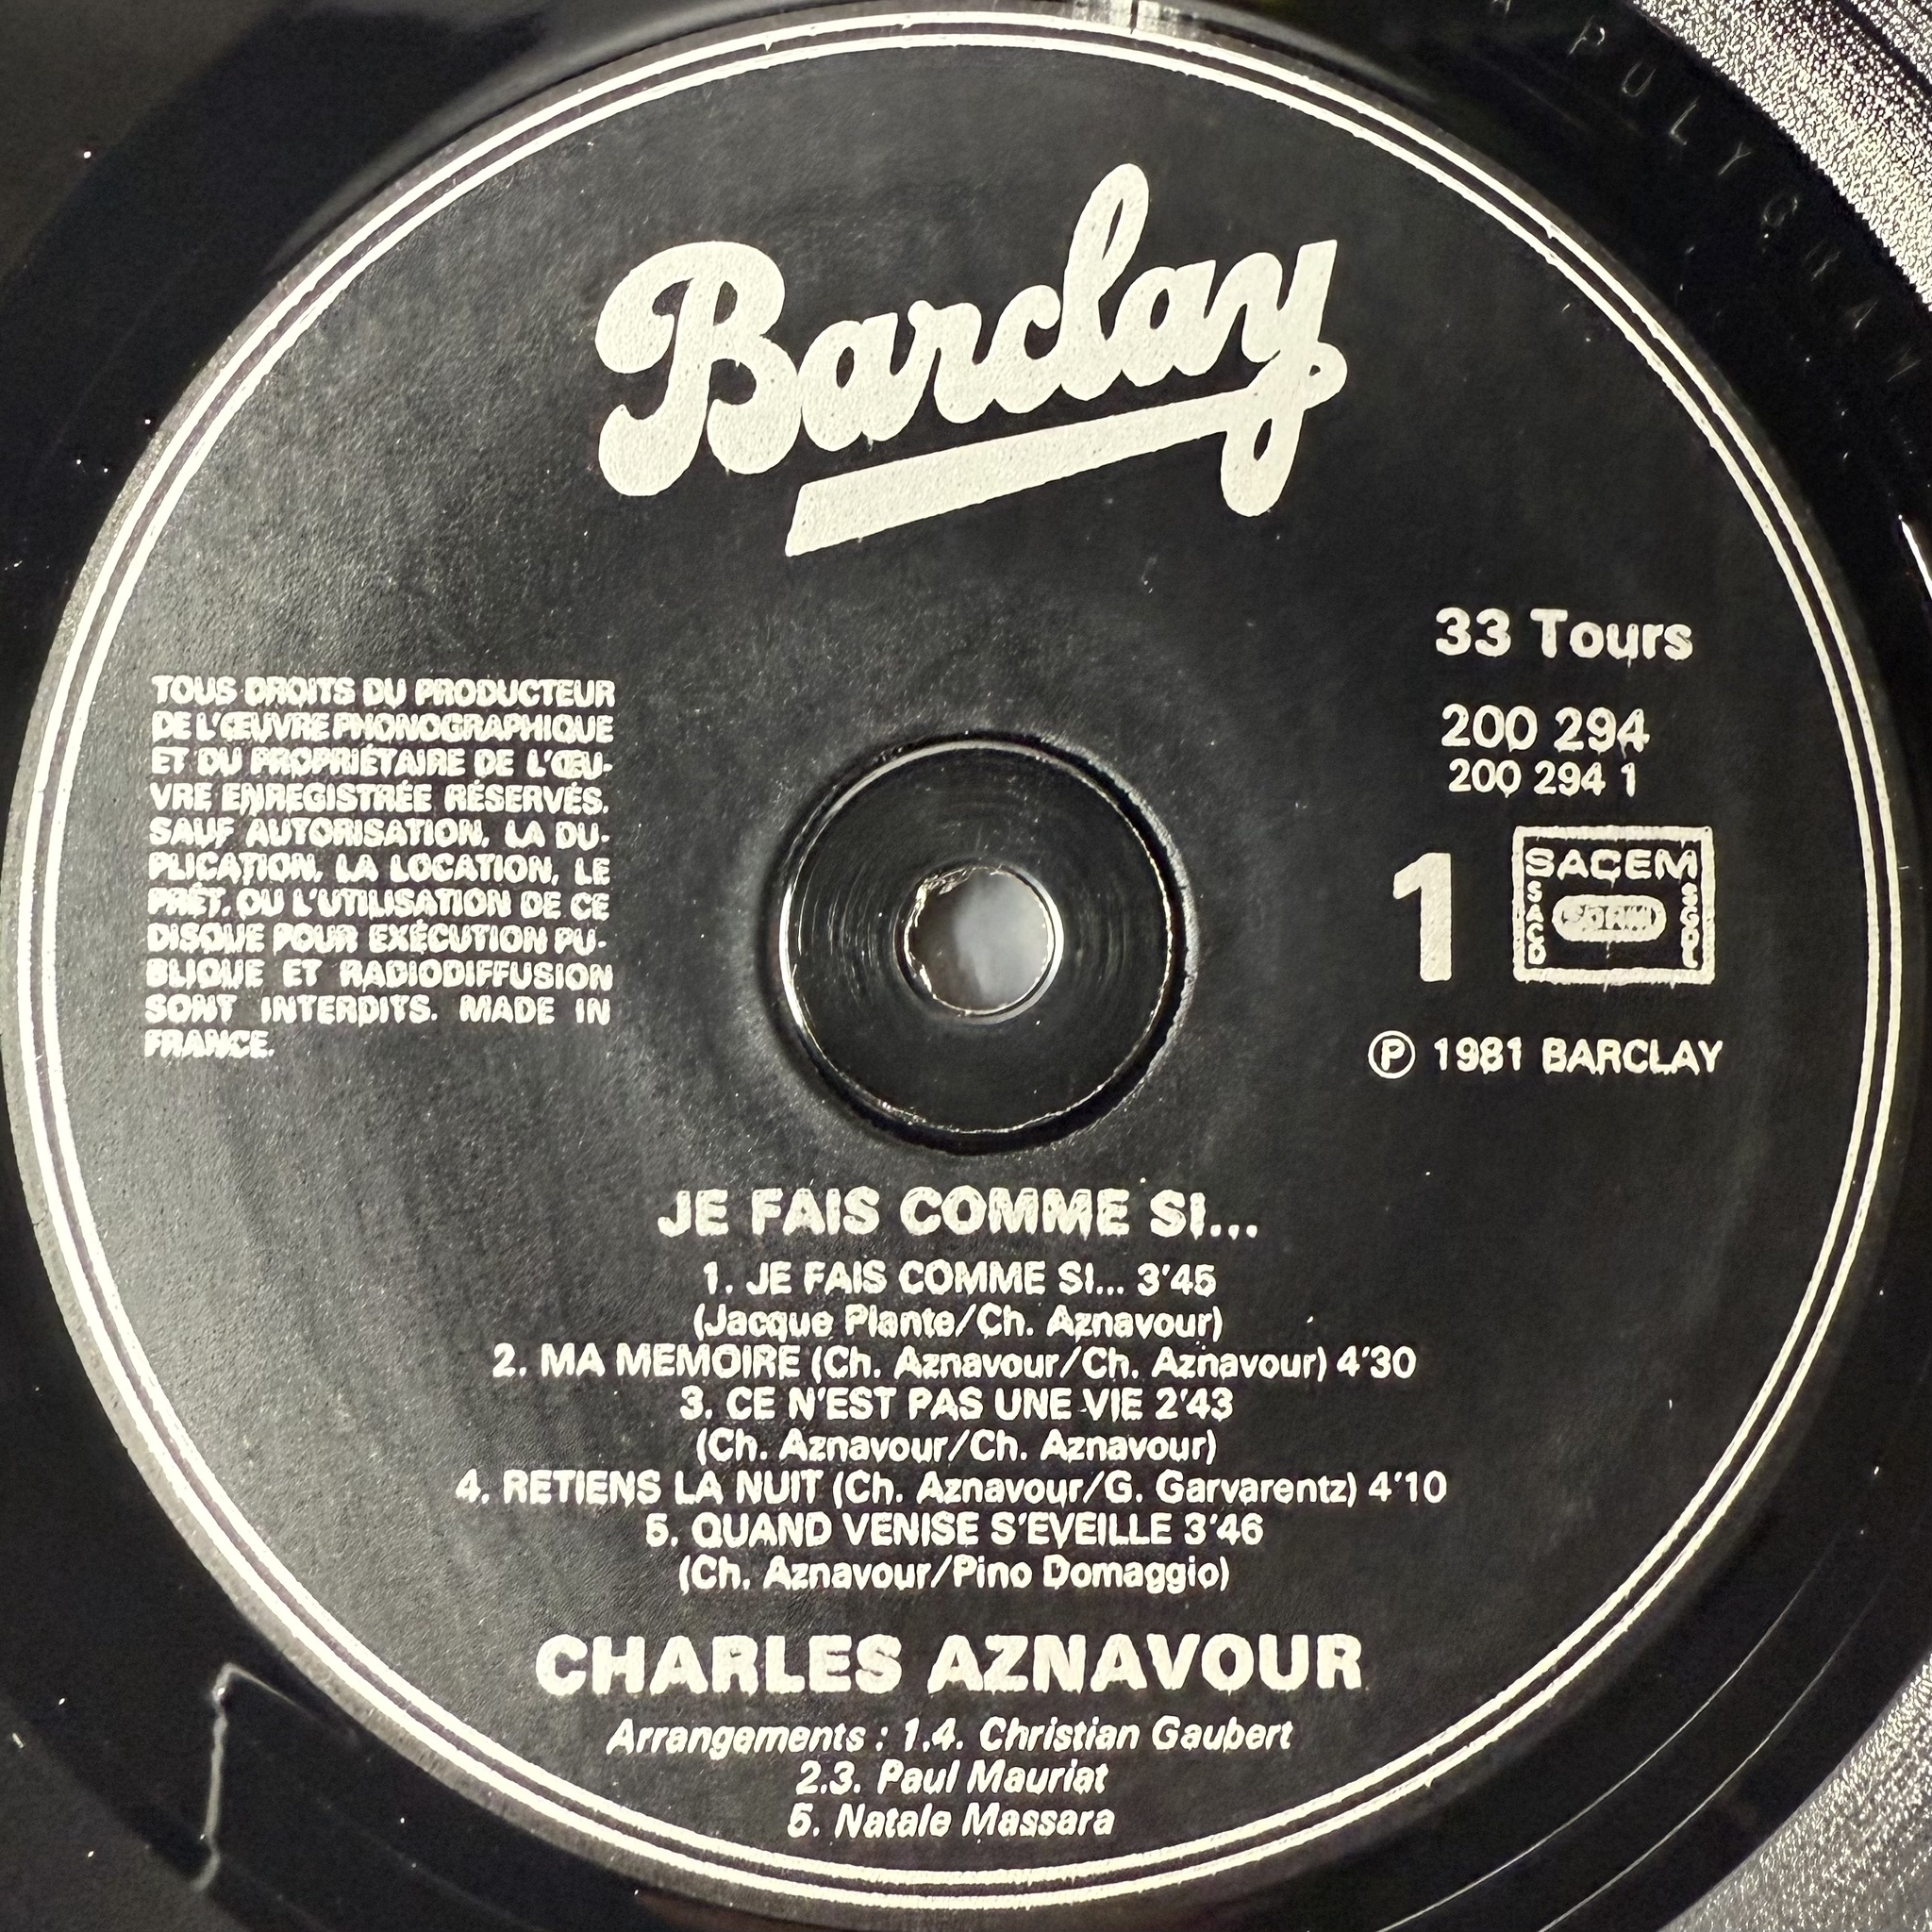 Barclay
33 Tours
200 294
200 294 1
1
SACEM
SACD
SDRM
SGDL
Ⓟ 1981 BARCLAY
TOUS DROITS DU PRODUCTEUR
DE L'ŒUVRE PHONOGRAPHIQUE
ET DU PROPRIÉTAIRE DE L'ŒU-
VRE ENREGISTRÉE RÉSERVÉS.
SAUF AUTORISATION, LA DU-
PLICATION, LA LOCATION, LE
PRÊT, OU L'UTILISATION DE CE
DISQUE POUR EXÉCUTION PU-
BLIQUE ET RADIODIFFUSION
SONT INTERDITS. MADE IN
FRANCE.
JE FAIS COMME SI...
1. JE FAIS COMME SI... 3'45
(Jacque Plante/Ch. Aznavour)
2. MA MEMOIRE (Ch. Aznavour/Ch. Aznavour) 4'30
3. CE N'EST PAS UNE VIE 2'43
(Ch. Aznavour/Ch. Aznavour)
4. RETIENS LA NUIT (Ch. Aznavour/G. Garvarentz) 4'10
5. QUAND VENISE S'EVEILLE 3'46
(Ch. Aznavour/Pino Domaggio)
CHARLES AZNAVOUR
Arrangements : 1.4. Christian Gaubert
2.3. Paul Mauriat
5. Natale Massara